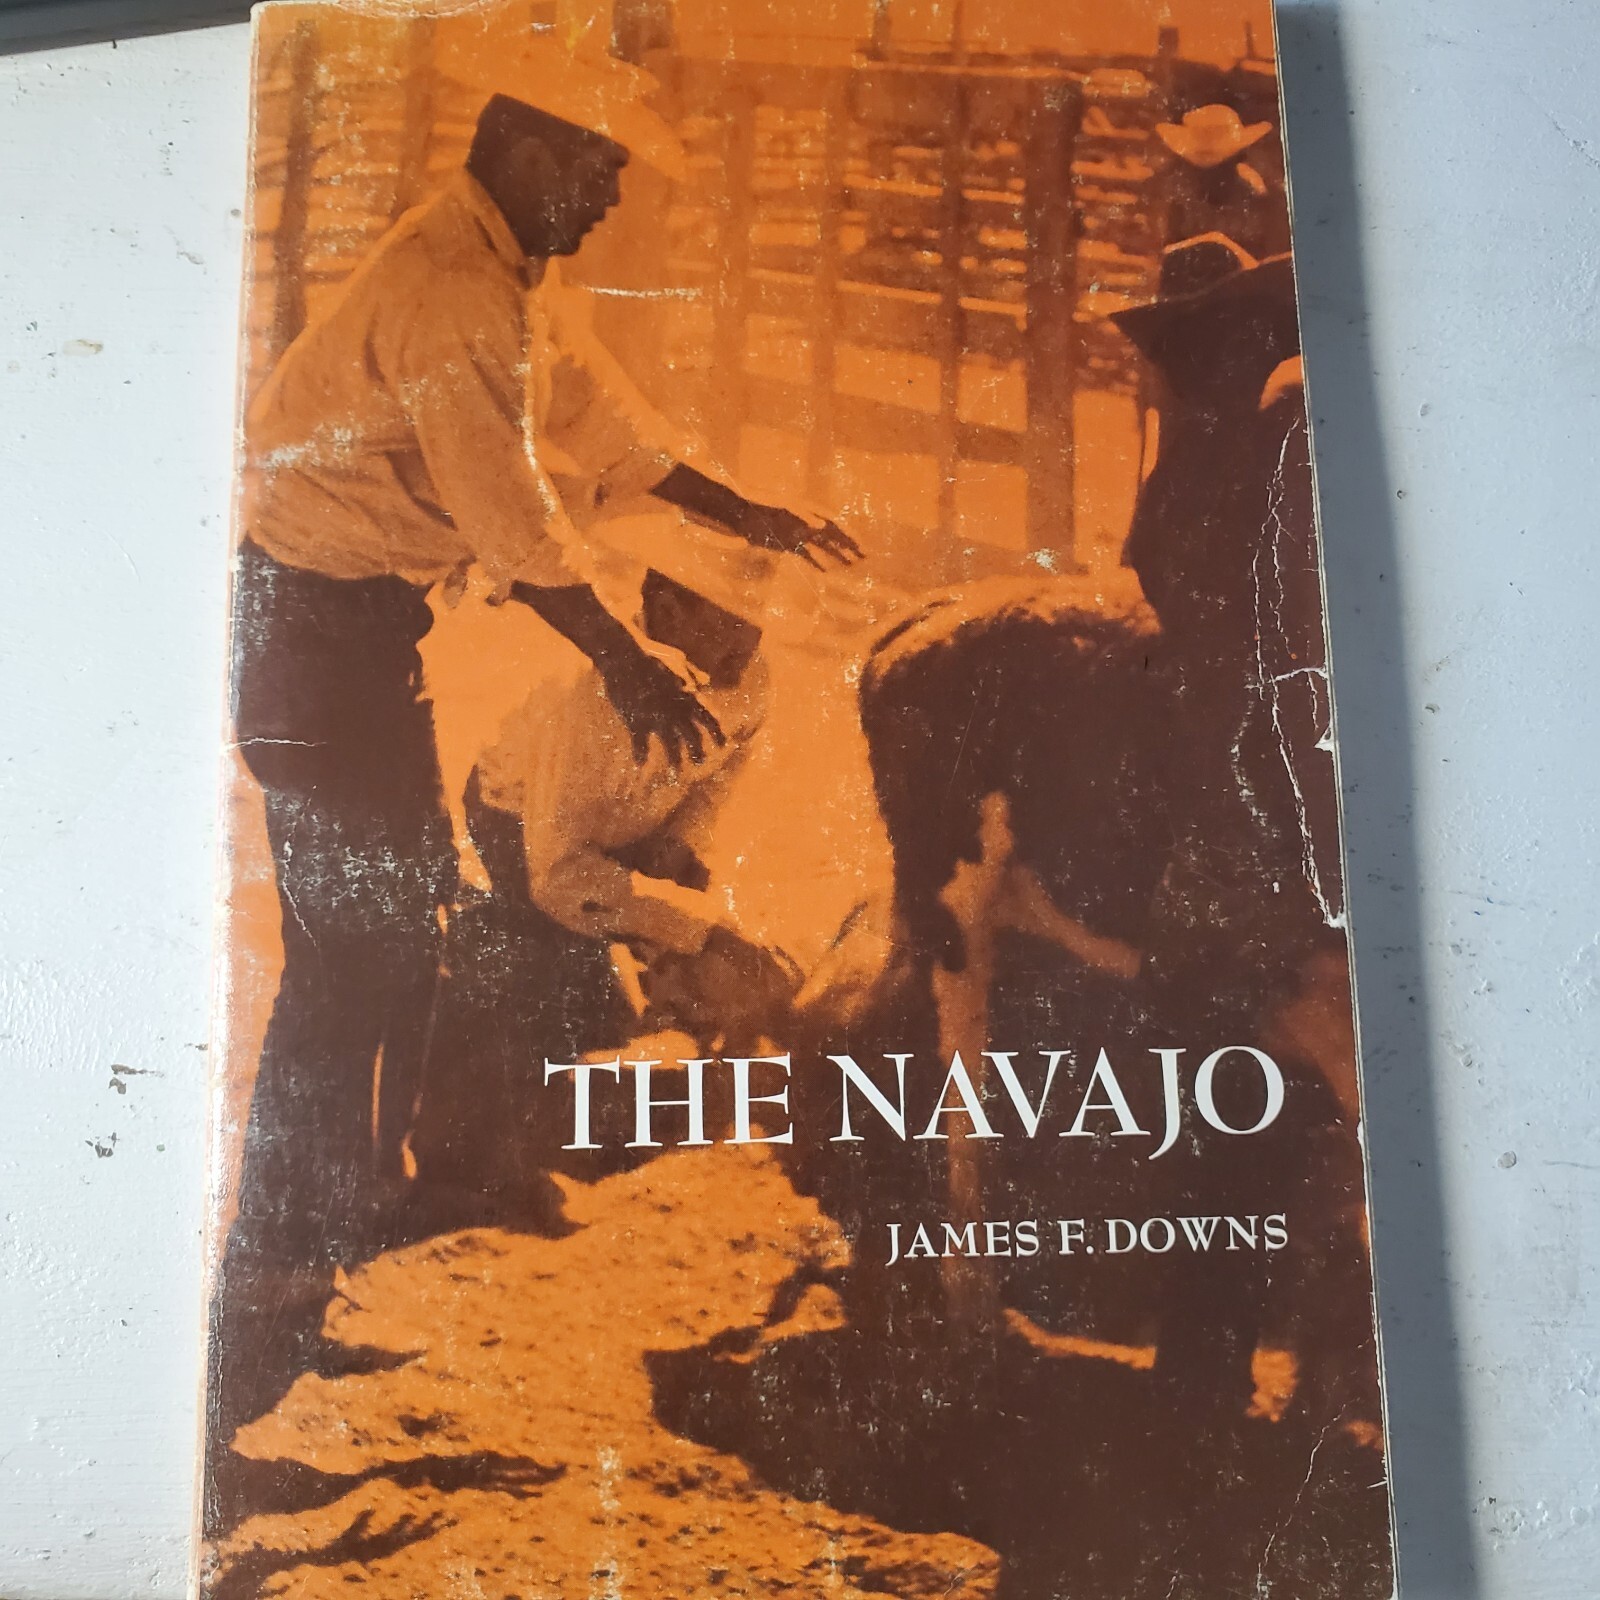 THE NAVAJO
JAMES F. DOWNS